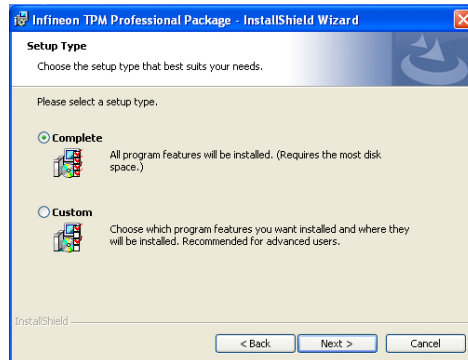 Infineon TPM Professional Package - InstallShield Wizard
Setup Type
Choose the setup type that best suits your needs.
Please select a setup type.
Complete
All program features will be installed. (Requires the most disk
space.)
Custom
Choose which program features you want installed and where they
will be installed. Recommended for advanced users.
InstallShield
< Back Next > Cancel